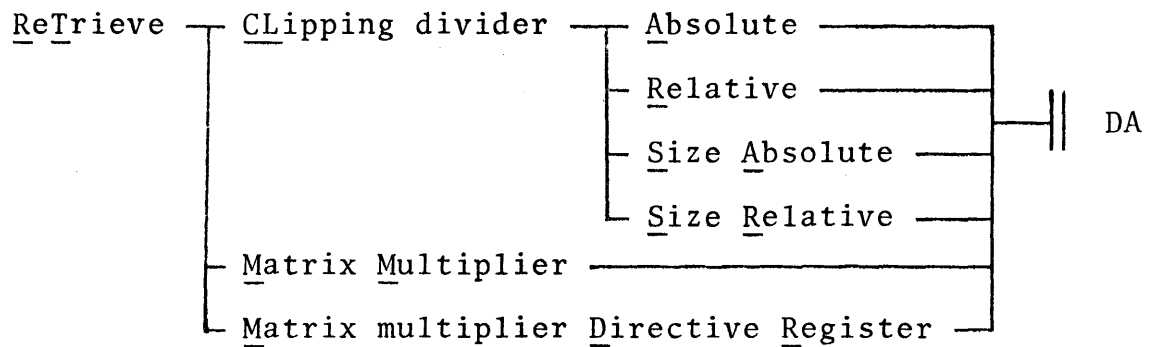 ReTrieve CLipping divider Absolute
Relative
DA
Size Absolute
Size Relative
Matrix Multiplier
Matrix multiplier Directive Register